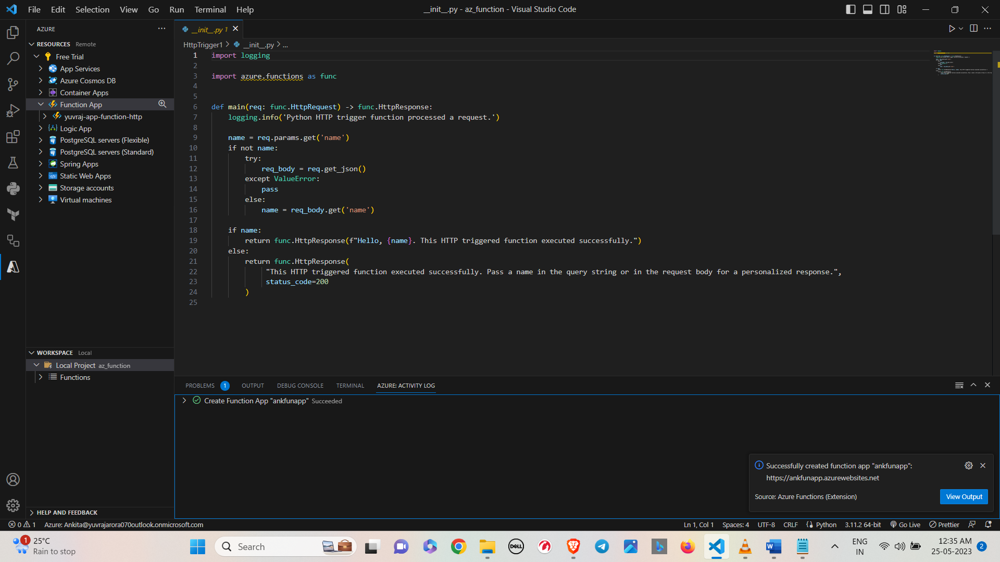 File Edit Selection View Go Run Terminal Help
__init__.py - az_function - Visual Studio Code
AZURE
RESOURCES Remote
Free Trial
App Services
Azure Cosmos DB
Container Apps
Function App
yuvraj-app-function-http
Logic App
PostgreSQL servers (Flexible)
PostgreSQL servers (Standard)
Spring Apps
Static Web Apps
Storage accounts
Virtual machines
WORKSPACE Local
Local Project az_function
Functions
HELP AND FEEDBACK
__init__.py 1
HttpTrigger1 > __init__.py > ...
1 import logging
2
3 import azure.functions as func
4
5
6 def main(req: func.HttpRequest) -> func.HttpResponse:
7 logging.info('Python HTTP trigger function processed a request.')
8
9 name = req.params.get('name')
10 if not name:
11 try:
12 req_body = req.get_json()
13 except ValueError:
14 pass
15 else:
16 name = req_body.get('name')
17
18 if name:
19 return func.HttpResponse(f"Hello, {name}. This HTTP triggered function executed successfully.")
20 else:
21 return func.HttpResponse(
22 "This HTTP triggered function executed successfully. Pass a name in the query string or in the request body for a personalized response.",
23 status_code=200
24 )
25
PROBLEMS 1 OUTPUT DEBUG CONSOLE TERMINAL AZURE: ACTIVITY LOG
Create Function App "ankfunapp" Succeeded
Successfully created function app "ankfunapp":
https://ankfunapp.azurewebsites.net
Source: Azure Functions (Extension)
View Output
0 1 Azure: Ankita@yuvrajarora070outlook.onmicrosoft.com
Ln 1, Col 1 Spaces: 4 UTF-8 CRLF Python 3.11.2 64-bit Go Live Prettier
1 25°C
Rain to stop
Search
DELL
ENG
IN
12:35 AM
25-05-2023
2